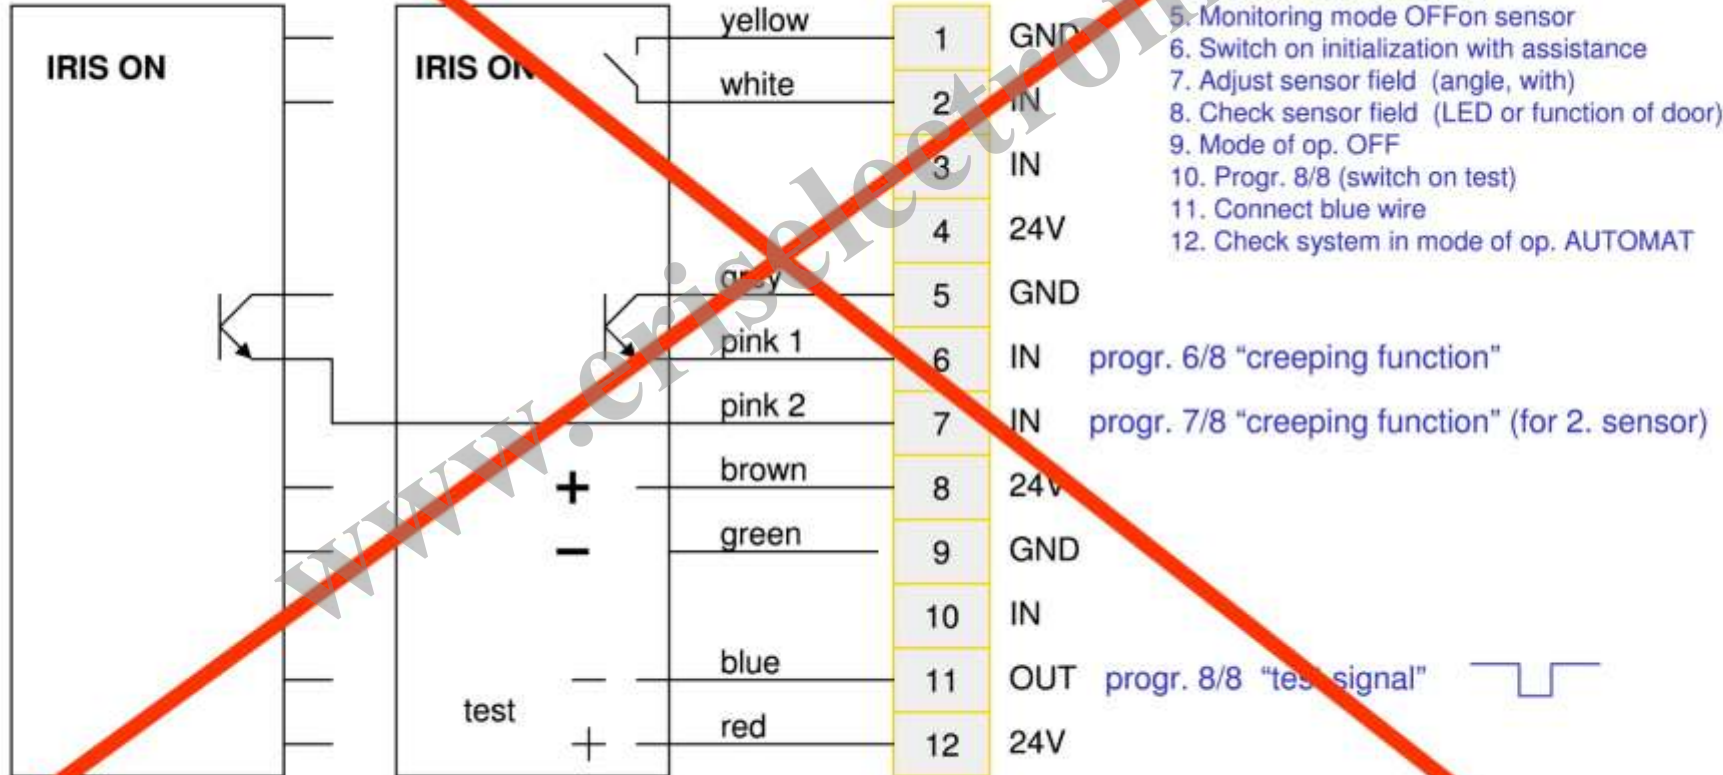 IRIS ON
IRIS ON
yellow
white
grey
pink 1
pink 2
brown
green
blue
red
+
−
test
−
+
1 GND
2 IN
3 IN
4 24V
5 GND
6 IN progr. 6/8 “creeping function”
7 IN progr. 7/8 “creeping function” (for 2. sensor)
8 24V
9 GND
10 IN
11 OUT progr. 8/8 “test signal”
12 24V
5. Monitoring mode OFFon sensor
6. Switch on initialization with assistance
7. Adjust sensor field (angle, with)
8. Check sensor field (LED or function of door)
9. Mode of op. OFF
10. Progr. 8/8 (switch on test)
11. Connect blue wire
12. Check system in mode of op. AUTOMAT
www.erjselectron